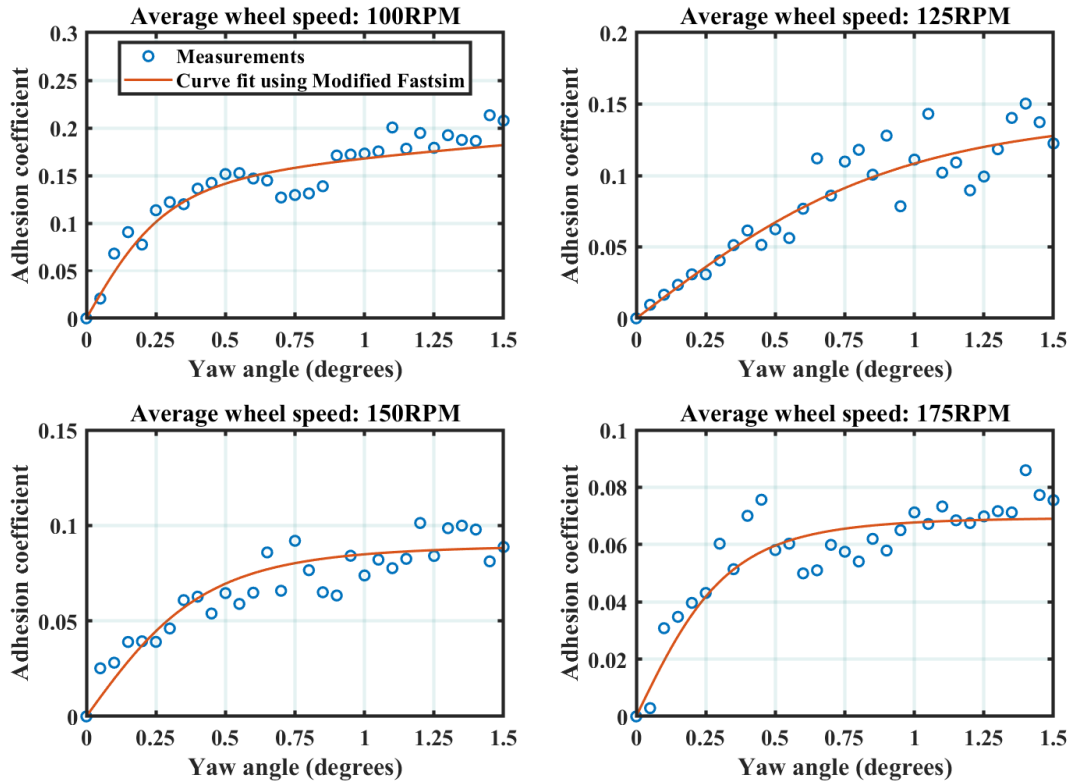 Average wheel speed: 100RPM
Adhesion coefficient
0.3
0.25
0.2
0.15
0.1
0.05
0
Measurements
Curve fit using Modified Fastsim
0 0.25 0.5 0.75 1 1.25 1.5
Yaw angle (degrees)
Average wheel speed: 125RPM
Adhesion coefficient
0.2
0.15
0.1
0.05
0
0 0.25 0.5 0.75 1 1.25 1.5
Yaw angle (degrees)
Average wheel speed: 150RPM
Adhesion coefficient
0.15
0.1
0.05
0
0 0.25 0.5 0.75 1 1.25 1.5
Yaw angle (degrees)
Average wheel speed: 175RPM
Adhesion coefficient
0.1
0.08
0.06
0.04
0.02
0
0 0.25 0.5 0.75 1 1.25 1.5
Yaw angle (degrees)